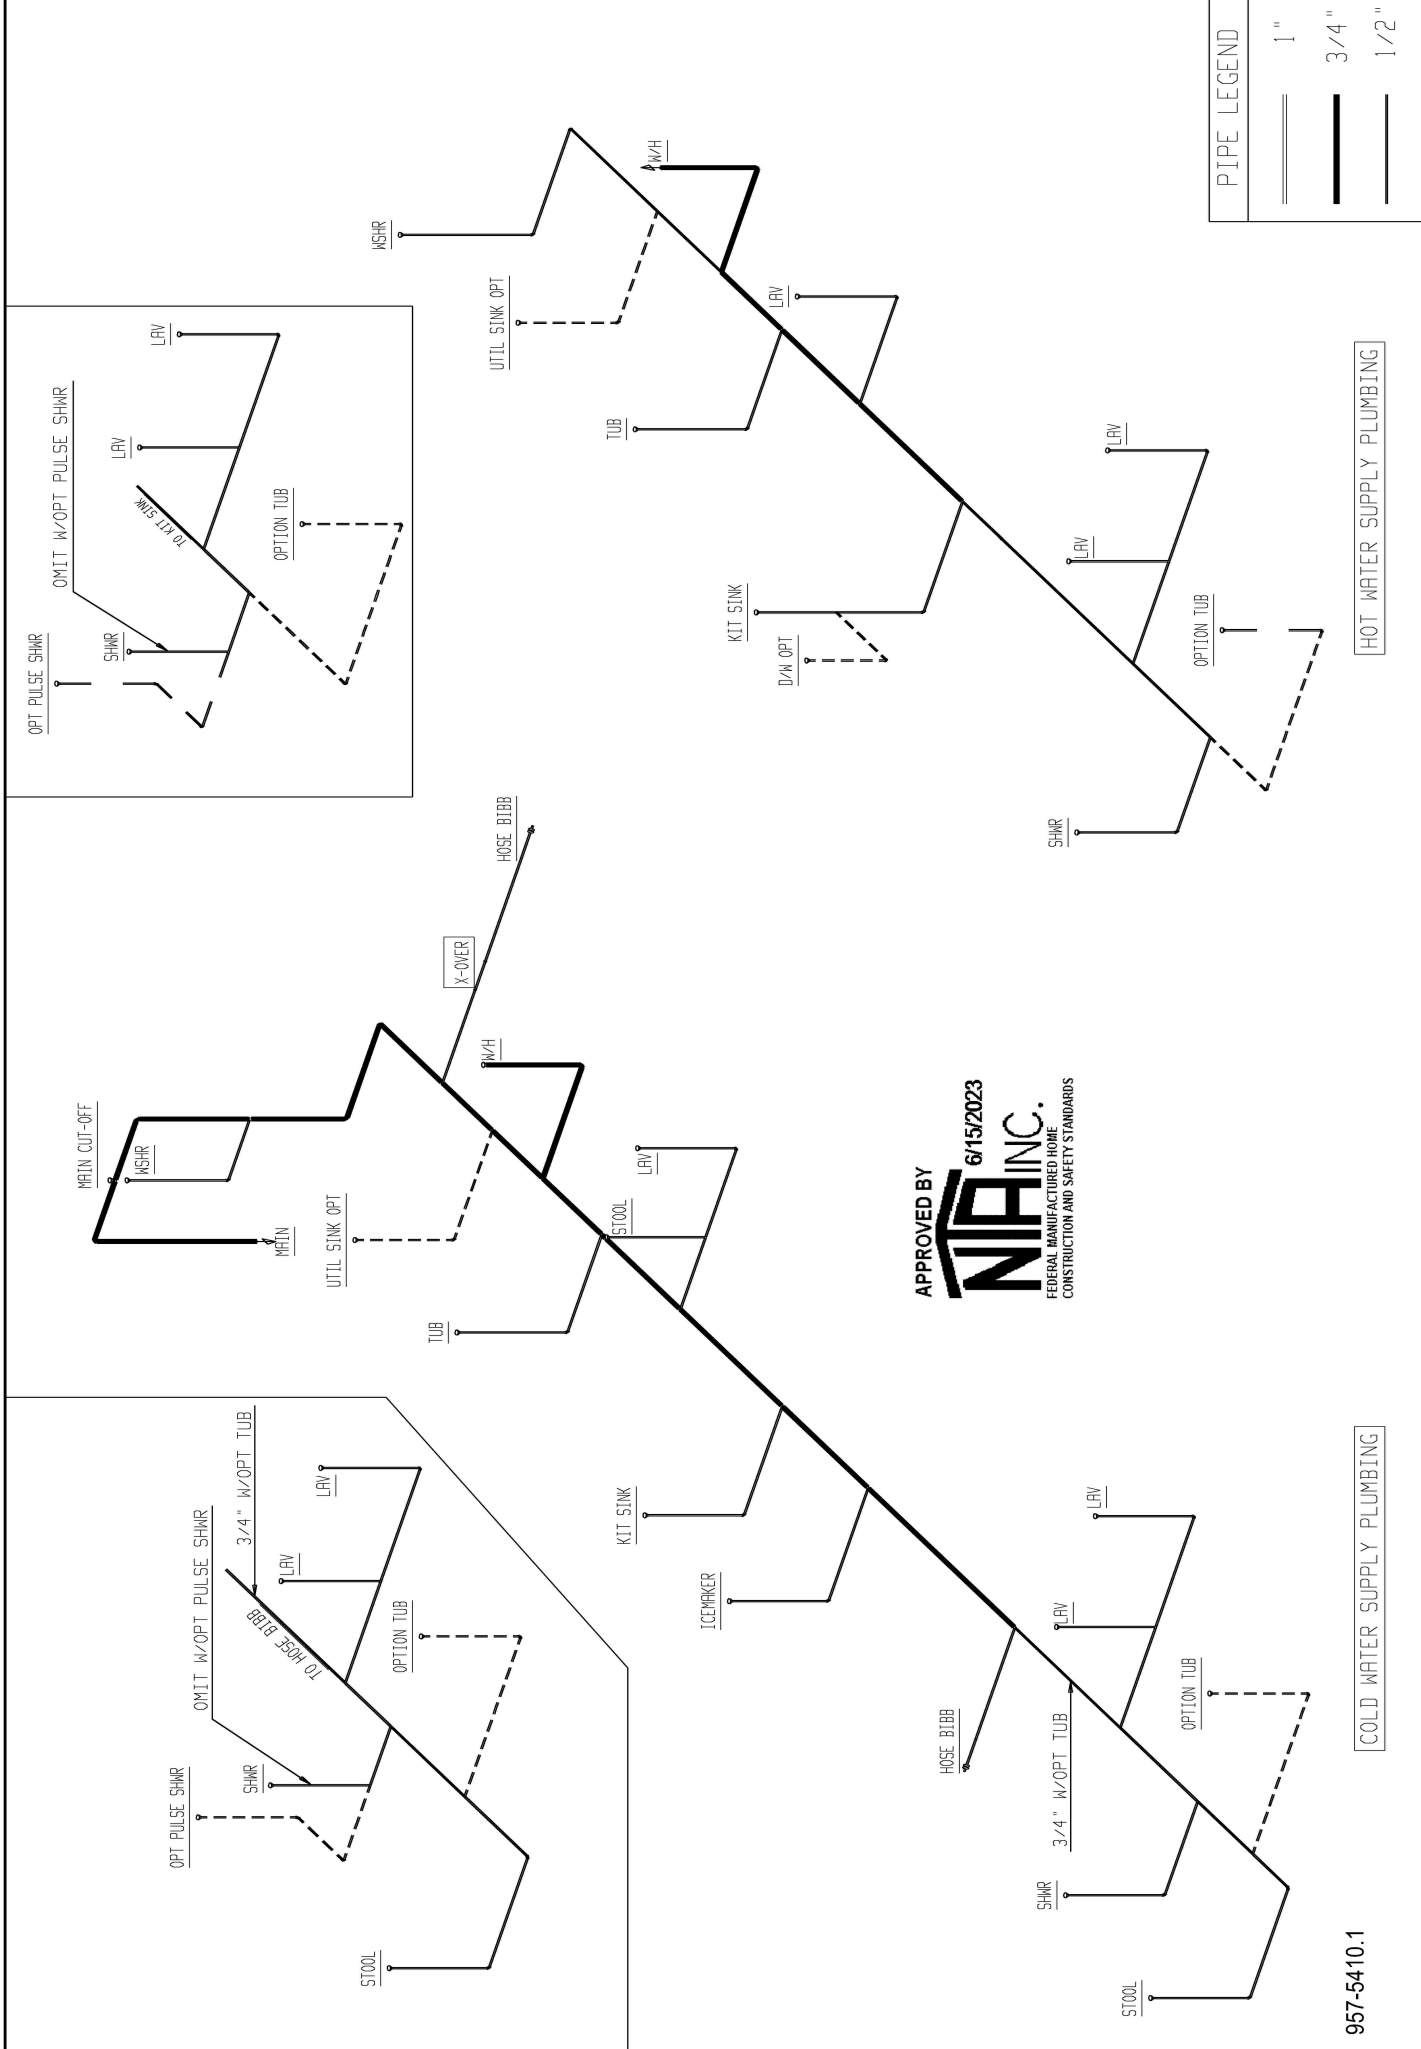 OPT PULSE SHWR
OMIT W/OPT PULSE SHWR
3/4" W/OPT TUB
SHWR
LAV
LAV
TO HOSE BIBB
OPTION TUB
STOOL
MAIN CUT-OFF
WSHR
MAIN
UTIL SINK OPT
TUB
W/H
X-OVER
HOSE BIBB
STOOL
LAV
KIT SINK
ICEMAKER
HOSE BIBB
3/4" W/OPT TUB
LAV
LAV
OPTION TUB
SHWR
STOOL
COLD WATER SUPPLY PLUMBING
957-5410.1
APPROVED BY
6/15/2023
NTA INC.
FEDERAL MANUFACTURED HOME
CONSTRUCTION AND SAFETY STANDARDS
OPT PULSE SHWR
OMIT W/OPT PULSE SHWR
SHWR
LAV
LAV
TO KIT SINK
OPTION TUB
WSHR
UTIL SINK OPT
W/H
TUB
LAV
KIT SINK
D/W OPT
LAV
LAV
OPTION TUB
SHWR
HOT WATER SUPPLY PLUMBING
PIPE LEGEND
1"
3/4"
1/2"